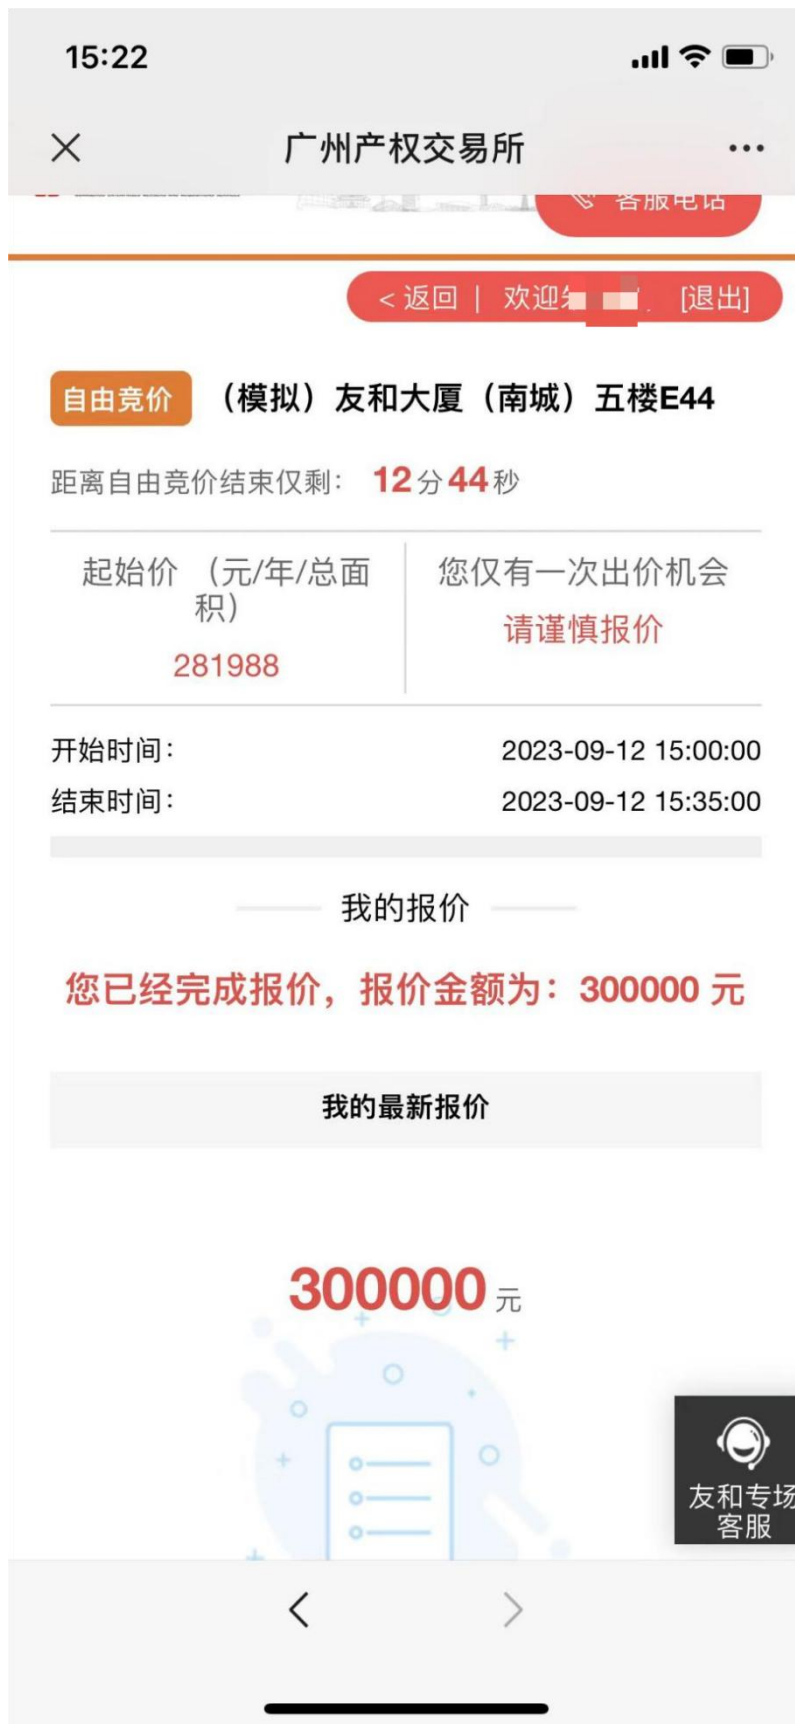 15:22
广州产权交易所
客服电话
<返回 | 欢迎 [退出]
自由竞价 (模拟) 友和大厦 (南城) 五楼E44
距离自由竞价结束仅剩: 12分44秒
起始价 (元/年/总面
积)
281988
您仅有一次出价机会
请谨慎报价
开始时间: 2023-09-12 15:00:00
结束时间: 2023-09-12 15:35:00
我的报价
您已经完成报价, 报价金额为: 300000 元
我的最新报价
300000 元
友和专场
客服